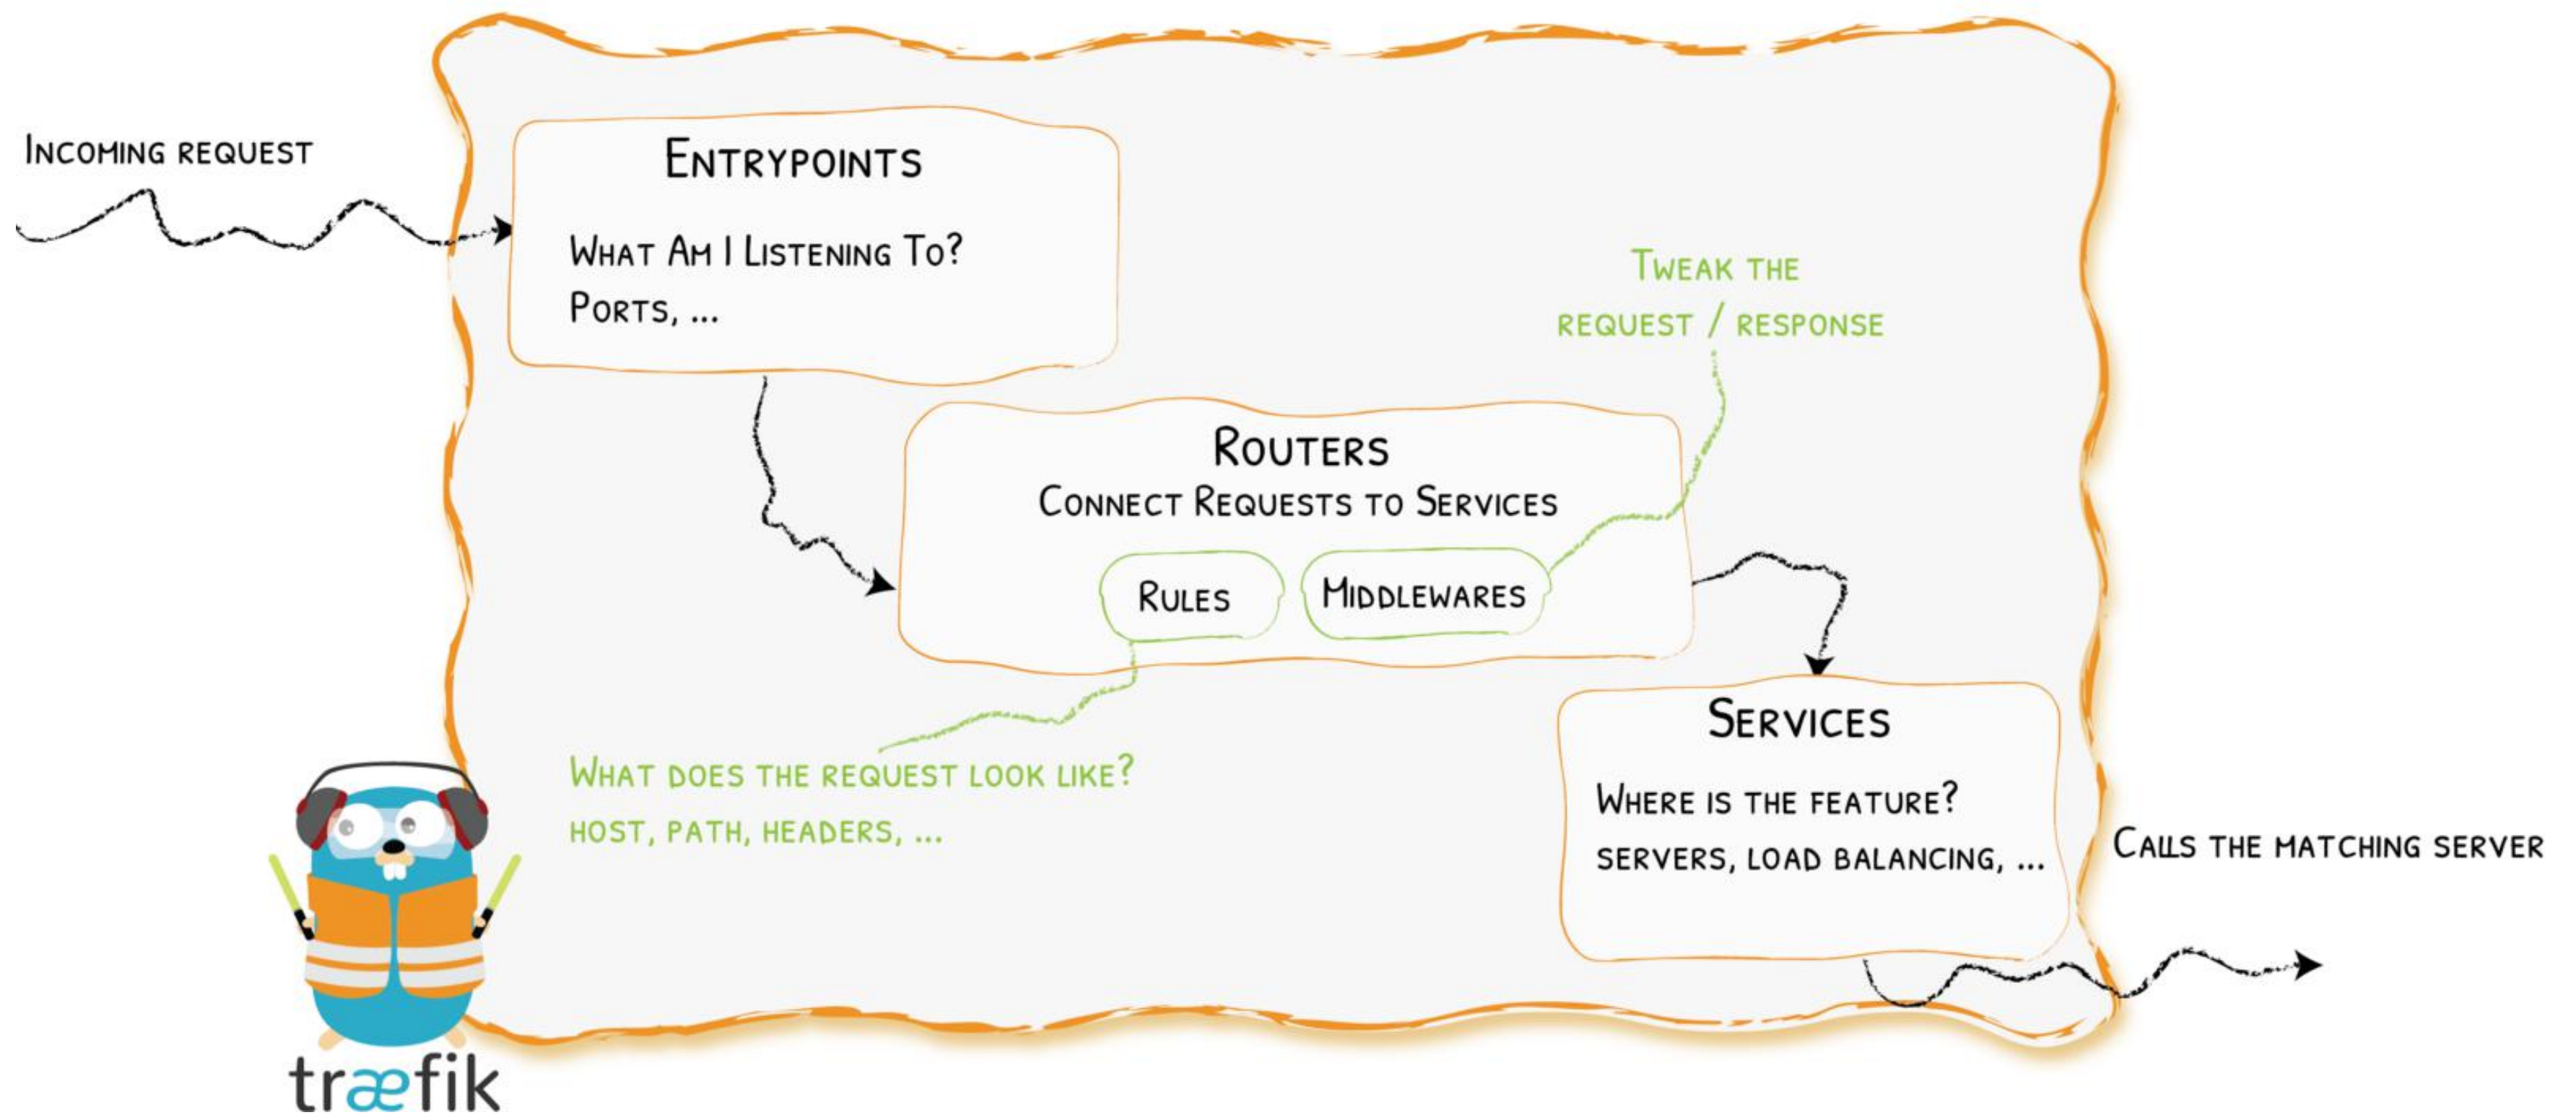 INCOMING REQUEST
ENTRYPOINTS
WHAT AM I LISTENING TO?
PORTS, ...
TWEAK THE
REQUEST / RESPONSE
ROUTERS
CONNECT REQUESTS TO SERVICES
RULES
MIDDLEWARES
WHAT DOES THE REQUEST LOOK LIKE?
HOST, PATH, HEADERS, ...
SERVICES
WHERE IS THE FEATURE?
SERVERS, LOAD BALANCING, ...
CALLS THE MATCHING SERVER
træfik